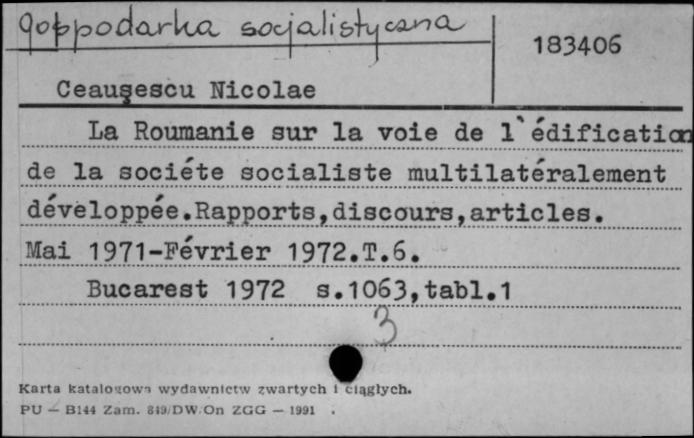 gospodarka socjalistyczna
183406
Ceauşescu Nicolae
La Roumanie sur la voie de l`édification
de la sociéte socialiste multilatéralement
développée.Rapports,discours,articles.
Mai 1971-Février 1972.T.6.
Bucarest 1972 s.1063,tabl.1
3
Karta katalogowa wydawnictw zwartych i ciągłych.
PU — B144 Zam. 849/DW/On ZGG — 1991